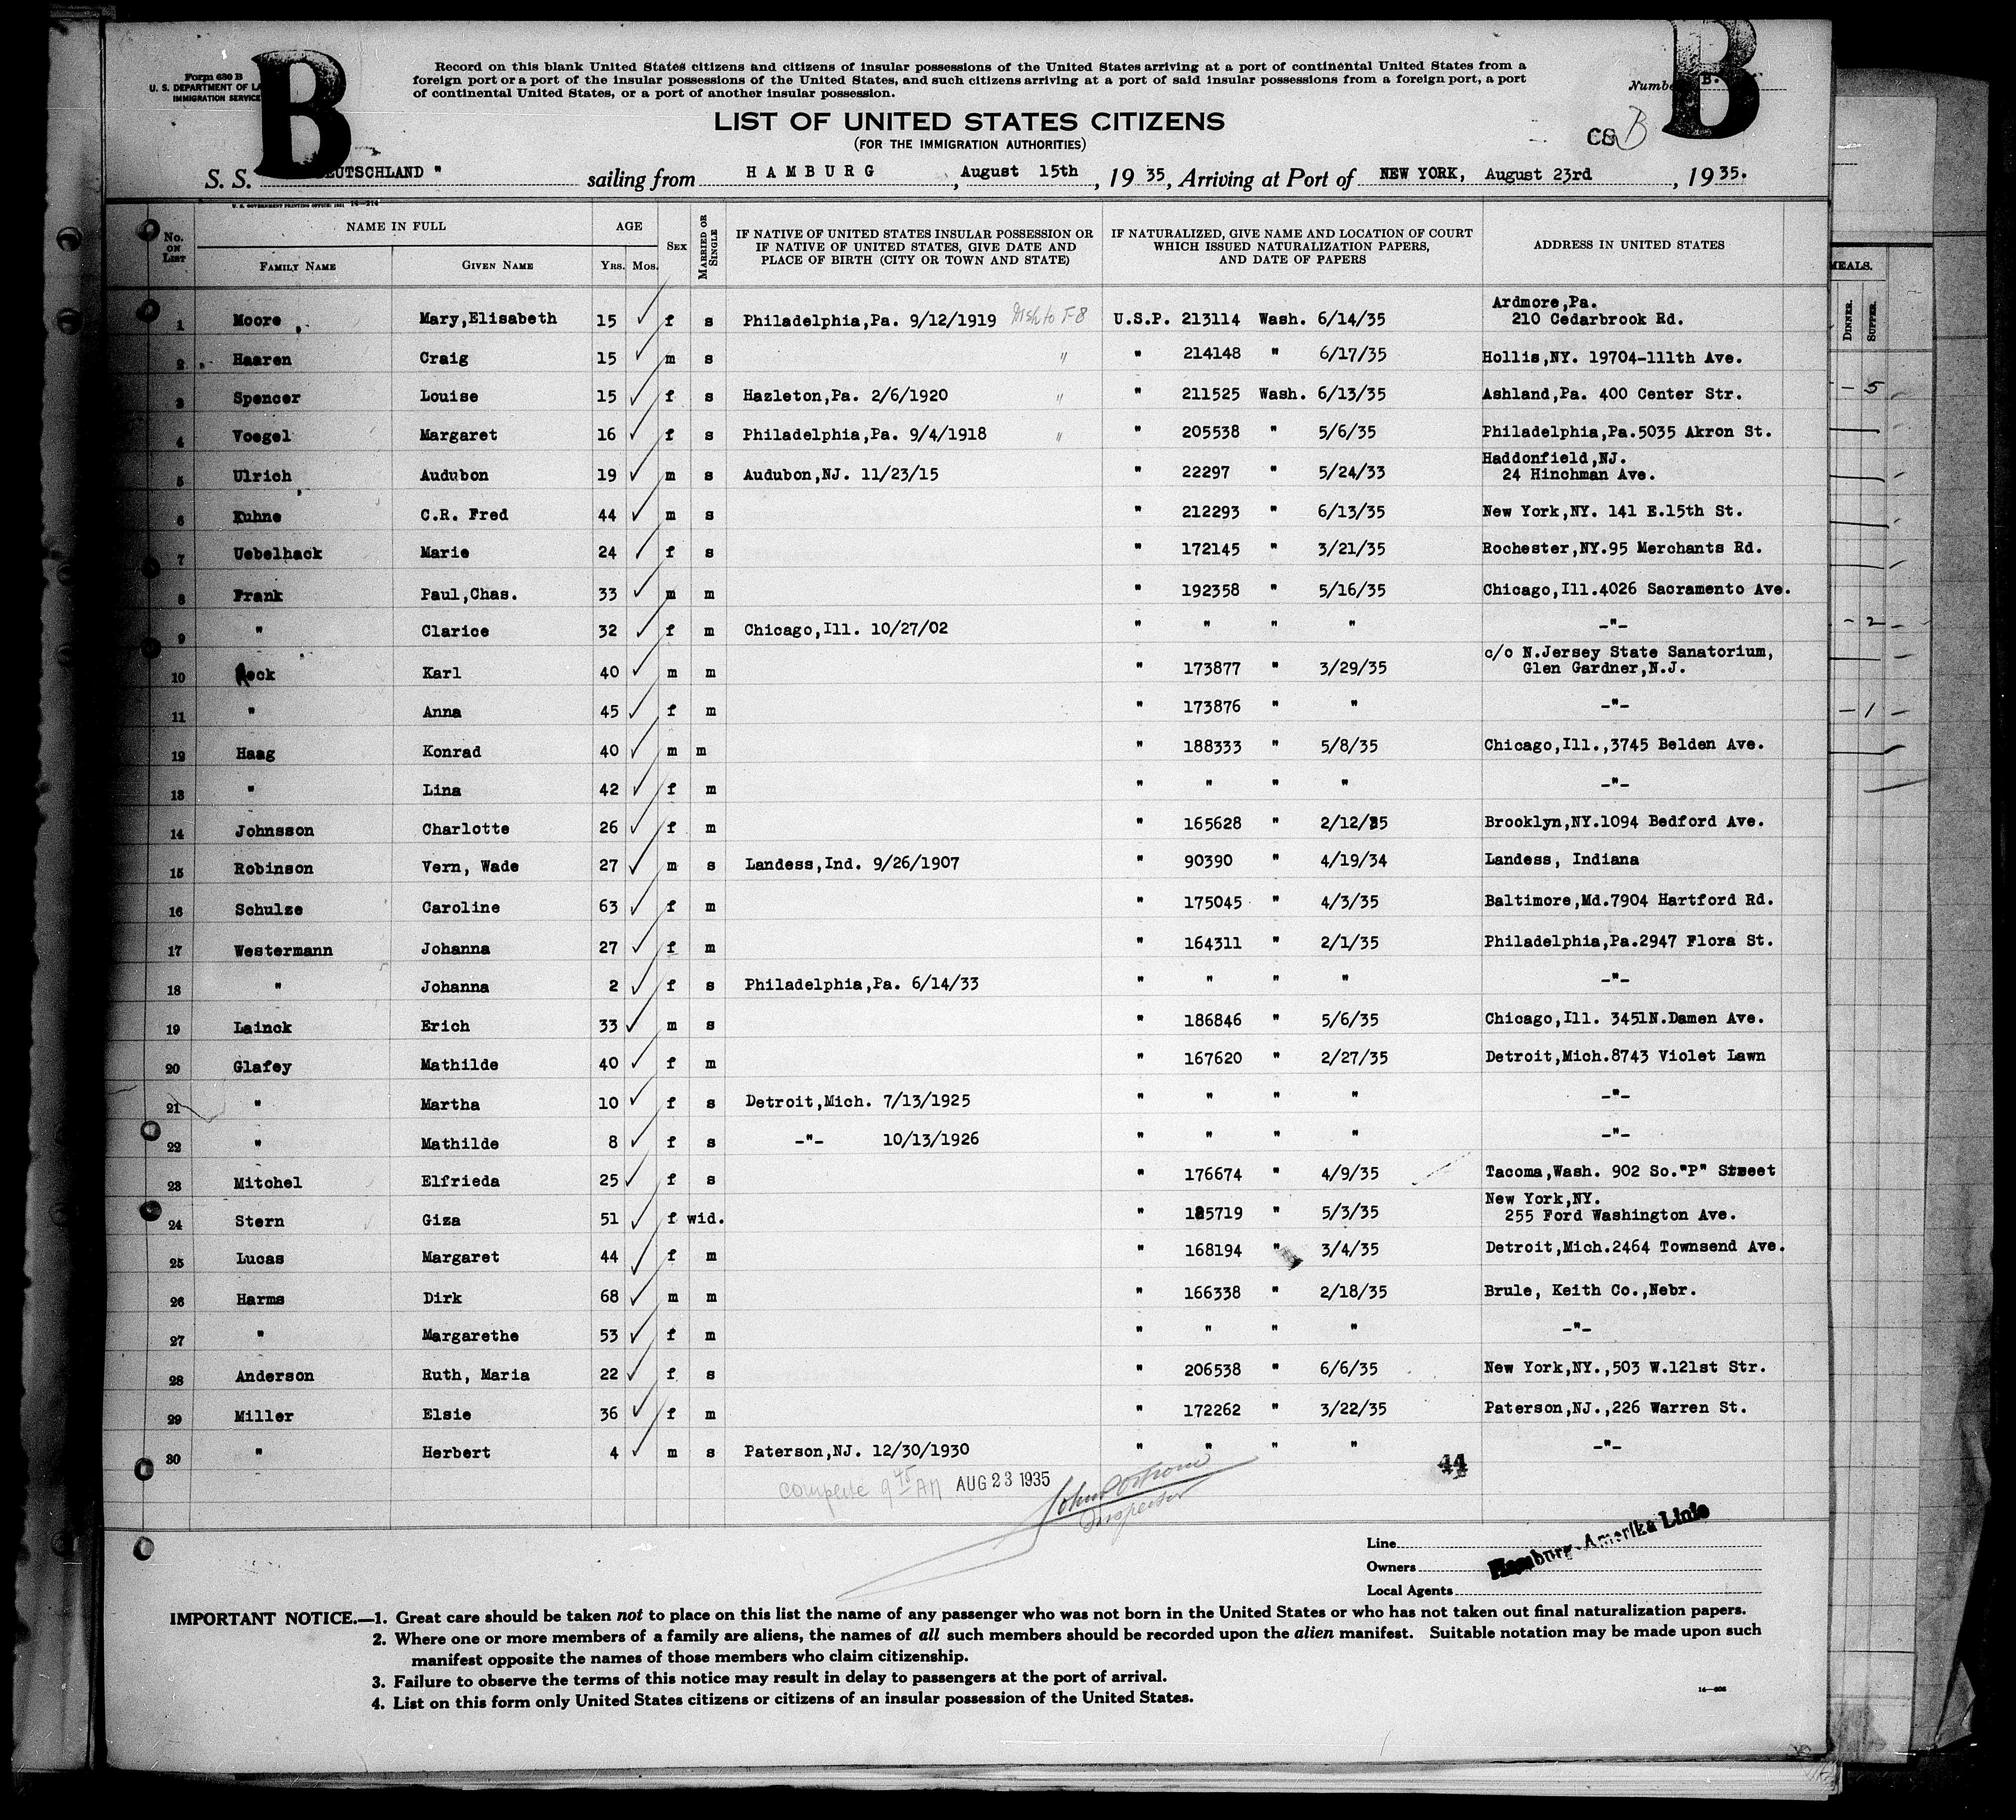 Form 630 B
U. S. DEPARTMENT OF LA
IMMIGRATION SERVICE
B
Record on this blank United States citizens and citizens of insular possessions of the United States arriving at a port of continental United States from a
foreign port or a port of the insular possessions of the United States, and such citizens arriving at a port of said insular possessions from a foreign port, a port
of continental United States, or a port of another insular possession.
B
LIST OF UNITED STATES CITIZENS
(FOR THE IMMIGRATION AUTHORITIES)
CS B
S. S. EUTSCHLAND " sailing from HAMBURG, August 15th, 1935, Arriving at Port of NEW YORK, August 23rd, 1935.
No. ON LIST
NAME IN FULL
FAMILY NAME GIVEN NAME
AGE
YRS. MOS.
SEX
MARRIED OR SINGLE
IF NATIVE OF UNITED STATES INSULAR POSSESSION OR
IF NATIVE OF UNITED STATES, GIVE DATE AND
PLACE OF BIRTH (CITY OR TOWN AND STATE)
IF NATURALIZED, GIVE NAME AND LOCATION OF COURT
WHICH ISSUED NATURALIZATION PAPERS,
AND DATE OF PAPERS
ADDRESS IN UNITED STATES
MEALS.
DINNER.
SUPPER.
1 Moore, Mary,Elisabeth 15 f s Philadelphia,Pa. 9/12/1919 U.S.P. 213114 Wash. 6/14/35 Ardmore,Pa.
210 Cedarbrook Rd.
2 Haaren Craig 15 m s " " 214148 " 6/17/35 Hollis,NY. 19704-111th Ave.
3 Spencer Louise 15 f s Hazleton,Pa. 2/6/1920 " " 211525 Wash. 6/13/35 Ashland,Pa. 400 Center Str.
4 Voegel Margaret 16 f s Philadelphia,Pa. 9/4/1918 " " 205538 " 5/6/35 Philadelphia,Pa.5035 Akron St.
5 Ulrich Audubon 19 m s Audubon,NJ. 11/23/15 " 22297 " 5/24/33 Haddonfield,NJ.
24 Hinchman Ave.
6 Kuhne C.R. Fred 44 m s " 212293 " 6/13/35 New York,NY. 141 E.15th St.
7 Uebelhack Marie 24 f s " 172145 " 3/21/35 Rochester,NY.95 Merchants Rd.
8 Frank Paul,Chas. 33 m m " 192358 " 5/16/35 Chicago,Ill.4026 Sacramento Ave.
9 " Clarice 32 f m Chicago,Ill. 10/27/02 " " " " -"-
10 eck Karl 40 m m " 173877 " 3/29/35 c/o N.Jersey State Sanatorium,
Glen Gardner,N.J.
11 " Anna 45 f m " 173876 " " -"-
12 Haag Konrad 40 m m " 188333 " 5/8/35 Chicago,Ill.,3745 Belden Ave.
13 " Lina 42 f m " " " " -"-
14 Johnsson Charlotte 26 f m " 165628 " 2/12/35 Brooklyn,NY.1094 Bedford Ave.
15 Robinson Vern, Wade 27 m s Landess,Ind. 9/26/1907 " 90390 " 4/19/34 Landess, Indiana
16 Schulze Caroline 63 f m " 175045 " 4/3/35 Baltimore,Md.7904 Hartford Rd.
17 Westermann Johanna 27 f m " 164311 " 2/1/35 Philadelphia,Pa.2947 Flora St.
18 " Johanna 2 f s Philadelphia,Pa. 6/14/33 " " " " -"-
19 Lainck Erich 33 m s " 186846 " 5/6/35 Chicago,Ill. 3451N.Damen Ave.
20 Glafey Mathilde 40 f m " 167620 " 2/27/35 Detroit,Mich.8743 Violet Lawn
21 " Martha 10 f s Detroit,Mich. 7/13/1925 " " " " -"-
22 " Mathilde 8 f s -"- 10/13/1926 " " " " -"-
23 Mitchel Elfrieda 25 f s " 176674 " 4/9/35 Tacoma,Wash. 902 So."P" Street
24 Stern Giza 51 f wid. " 185719 " 5/3/35 New York,NY.
255 Ford Washington Ave.
25 Lucas Margaret 44 f m " 168194 " 3/4/35 Detroit,Mich.2464 Townsend Ave.
26 Harms Dirk 68 m m " 166338 " 2/18/35 Brule, Keith Co.,Nebr.
27 " Margarethe 53 f m " " " " -"-
28 Anderson Ruth, Maria 22 f s " 206538 " 6/6/35 New York,NY.,503 W.121st Str.
29 Miller Elsie 36 f m " 172262 " 3/22/35 Paterson,NJ.,226 Warren St.
30 " Herbert 4 m s Paterson,NJ. 12/30/1930 " " " " -"-
44
complete 9 45 AM AUG 23 1935
Inspector
Line
Owners
Local Agents
Hamburg-Amerika Linie
IMPORTANT NOTICE.—1. Great care should be taken not to place on this list the name of any passenger who was not born in the United States or who has not taken out final naturalization papers.
2. Where one or more members of a family are aliens, the names of all such members should be recorded upon the alien manifest. Suitable notation may be made upon such
manifest opposite the names of those members who claim citizenship.
3. Failure to observe the terms of this notice may result in delay to passengers at the port of arrival.
4. List on this form only United States citizens or citizens of an insular possession of the United States.